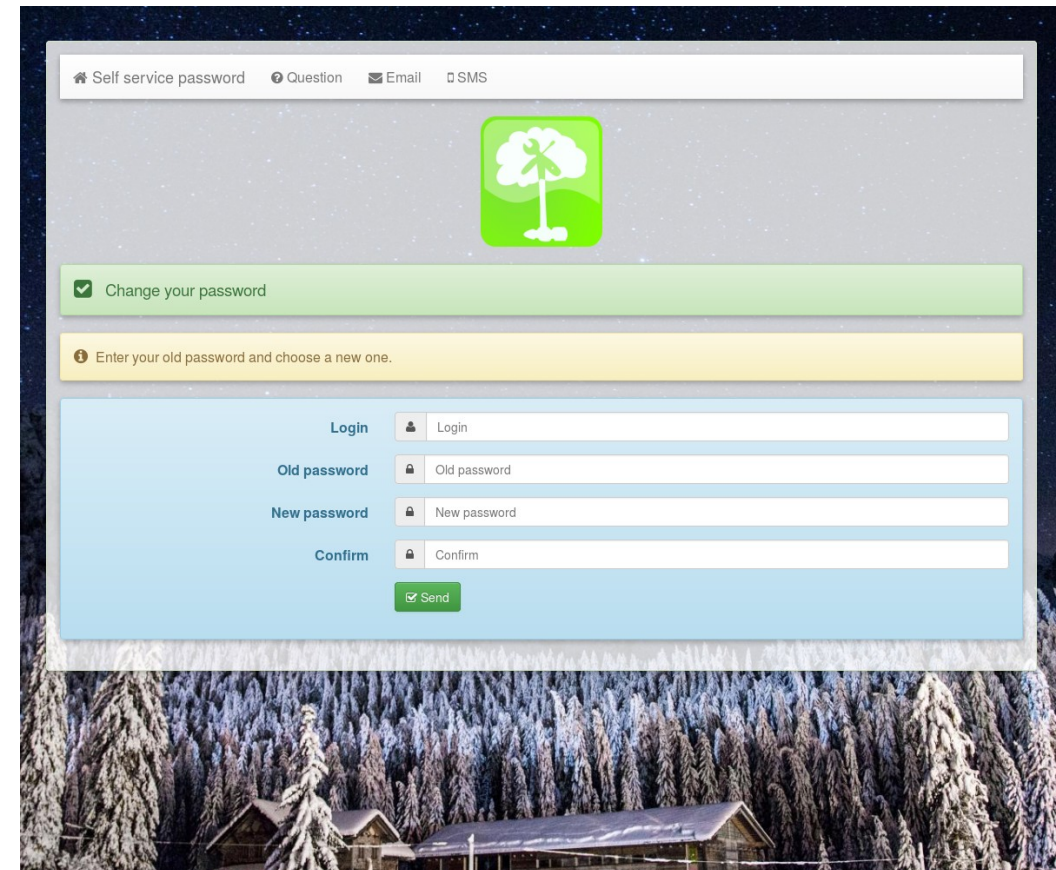 Self service password Question Email SMS
Change your password
Enter your old password and choose a new one.
Login Login
Old password Old password
New password New password
Confirm Confirm
Send